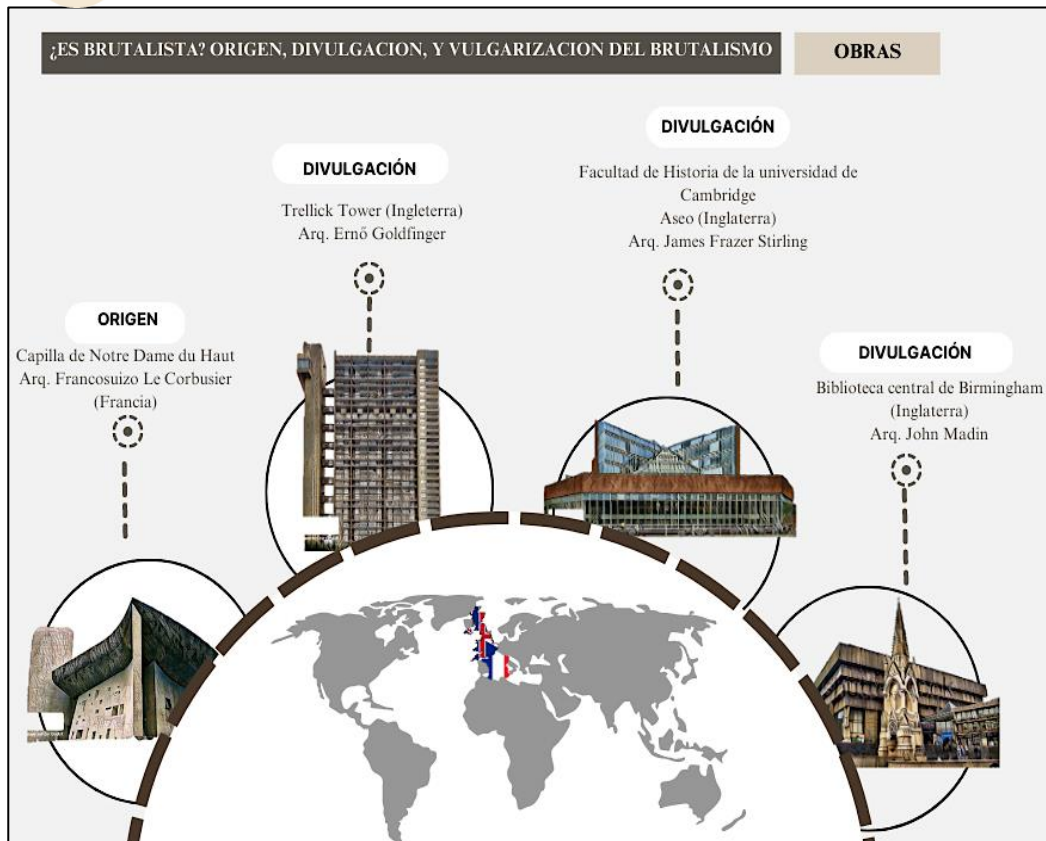 ¿ES BRUTALISTA? ORIGEN, DIVULGACION, Y VULGARIZACION DEL BRUTALISMO
OBRAS
DIVULGACIÓN
Trellick Tower (Ingleterra)
Arq. Ernő Goldfinger
DIVULGACIÓN
Facultad de Historia de la universidad de
Cambridge
Aseo (Inglaterra)
Arq. James Frazer Stirling
ORIGEN
Capilla de Notre Dame du Haut
Arq. Francosuizo Le Corbusier
(Francia)
DIVULGACIÓN
Biblioteca central de Birmingham
(Inglaterra)
Arq. John Madin